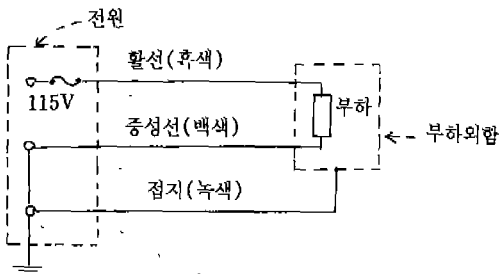 전원
활선(흑색)
115V
부하
중성선(백색)
부하외함
접지(녹색)